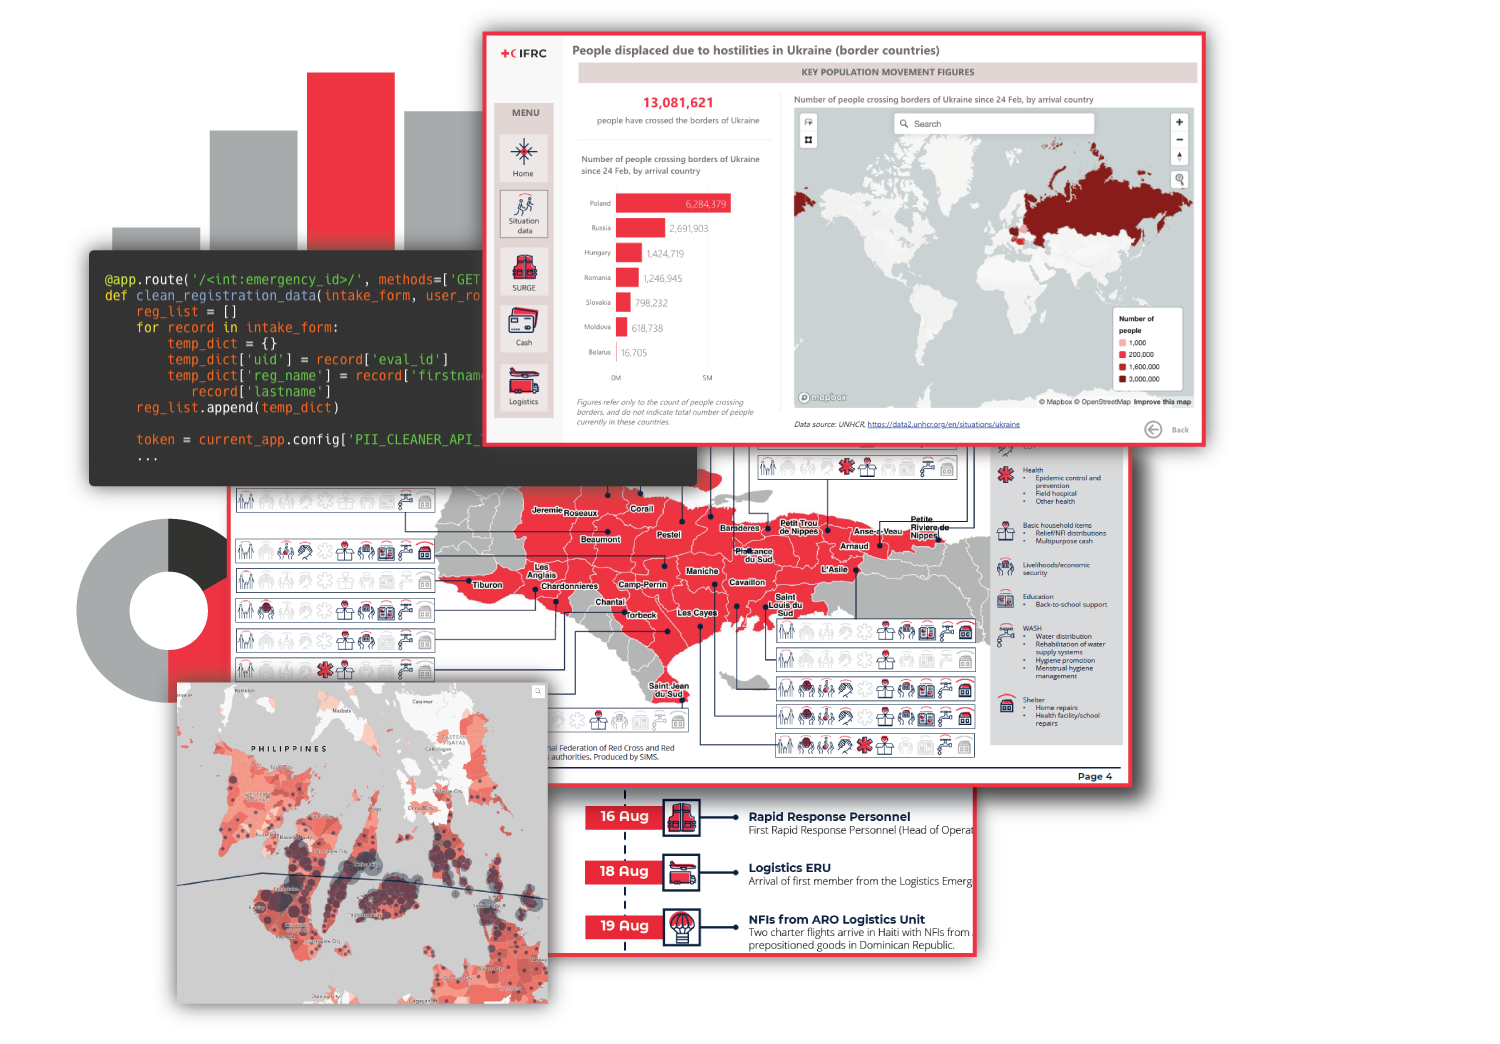 IFRC
People displaced due to hostilities in Ukraine (border countries)
KEY POPULATION MOVEMENT FIGURES
MENU
Home
Situation
data
SURGE
Cash
Logistics
13,081,621
people have crossed the borders of Ukraine
Number of people crossing borders of Ukraine
since 24 Feb, by arrival country
Poland 6,284,379
Russia 2,691,903
Hungary 1,424,719
Romania 1,246,945
Slovakia 798,232
Moldova 618,738
Belarus 16,705
0M 5M
Figures refer only to the count of people crossing
borders, and do not indicate total number of people
currently in these countries.
Number of people crossing borders of Ukraine since 24 Feb, by arrival country
Search
Number of
people
1,000
200,000
1,600,000
3,000,000
mapbox
© Mapbox © OpenStreetMap Improve this map
Data source: UNHCR, https://data2.unhcr.org/en/situations/ukraine
Back
@app.route('/<int:emergency_id>/', methods=['GET
def clean_registration_data(intake_form, user_ro
reg_list = []
for record in intake_form:
temp_dict = {}
temp_dict['uid'] = record['eval_id']
temp_dict['reg_name'] = record['firstnam
record['lastname']
reg_list.append(temp_dict)
token = current_app.config['PII_CLEANER_API_
...
Jeremie
Roseaux
Corail
Pestel
Beaumont
Baradères
Petit Trou
de Nippes
Anse-a-Veau
Petite
Riviere de
Nippes
Arnaud
Plaisance
du Sud
L'Asile
Les
Anglais
Tiburon
Chardonnieres
Camp-Perrin
Maniche
Cavaillon
Chantal
Torbeck
Les Cayes
Saint
Louis du
Sud
Saint Jean
du Sud
Health
• Epidemic control and
prevention
• Field hospital
• Other health
Basic household items
• Relief/NFI distributions
• Multipurpose cash
Livelihoods/economic
security
Education
• Back-to-school support
WASH
• Water distribution
• Rehabilitation of water
supply systems
• Hygiene promotion
• Menstrual hygiene
management
Shelter
• Home repairs
• Health facility/school
repairs
nal Federation of Red Cross and Red
authorities. Produced by SIMS.
Page 4
PHILIPPINES
Masbate
Catarman
16 Aug
Rapid Response Personnel
First Rapid Response Personnel (Head of Operat
18 Aug
Logistics ERU
Arrival of first member from the Logistics Emerg
19 Aug
NFIs from ARO Logistics Unit
Two charter flights arrive in Haiti with NFIs from
prepositioned goods in Dominican Republic.